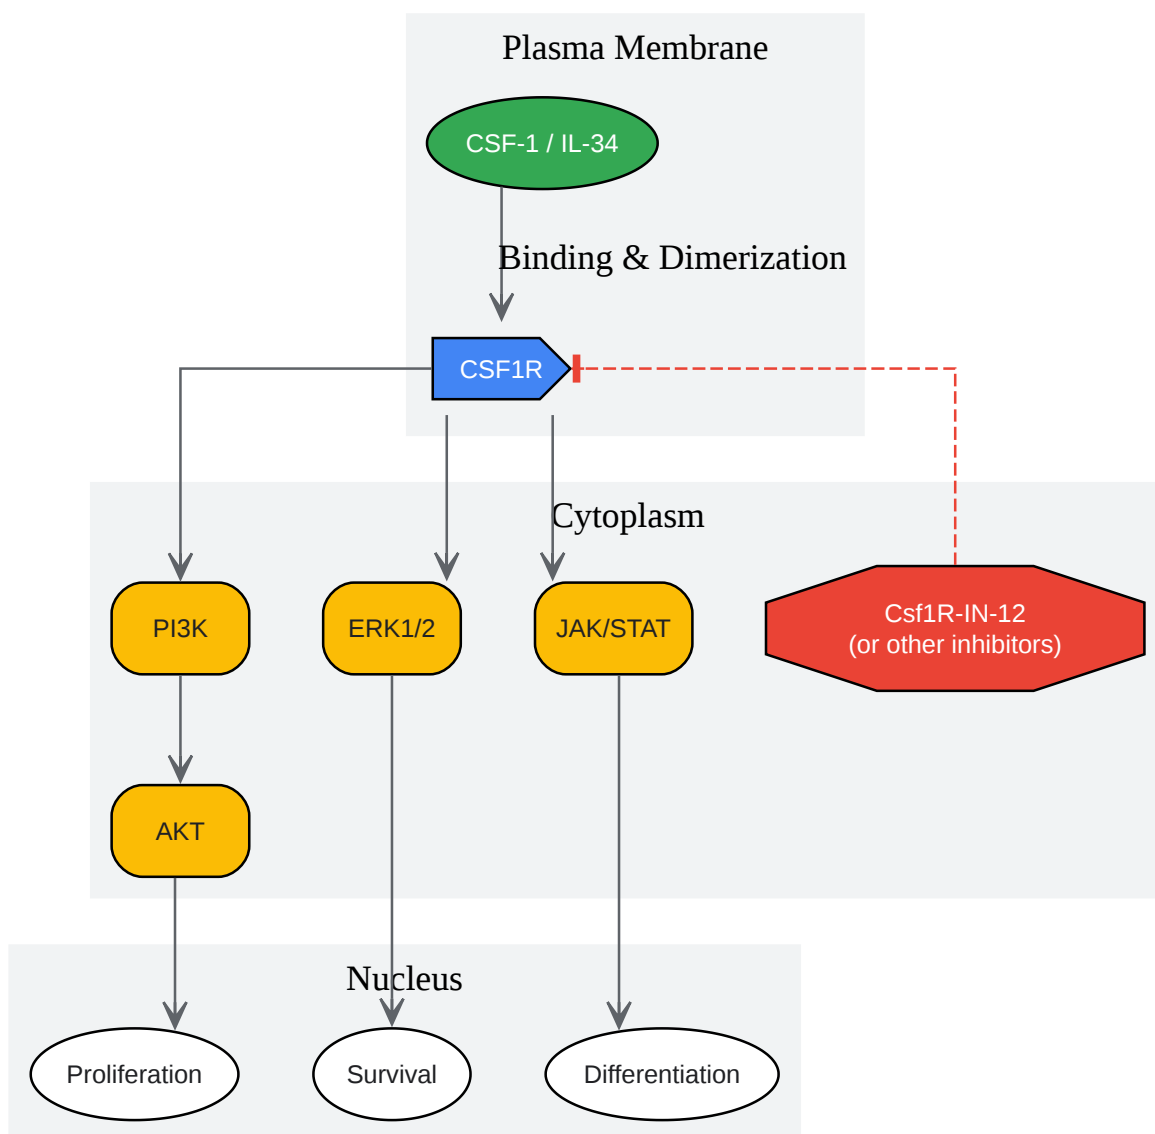 Plasma Membrane
CSF-1 / IL-34
Binding & Dimerization
CSF1R
Cytoplasm
PI3K
ERK1/2
JAK/STAT
Csf1R-IN-12
(or other inhibitors)
AKT
Nucleus
Proliferation
Survival
Differentiation